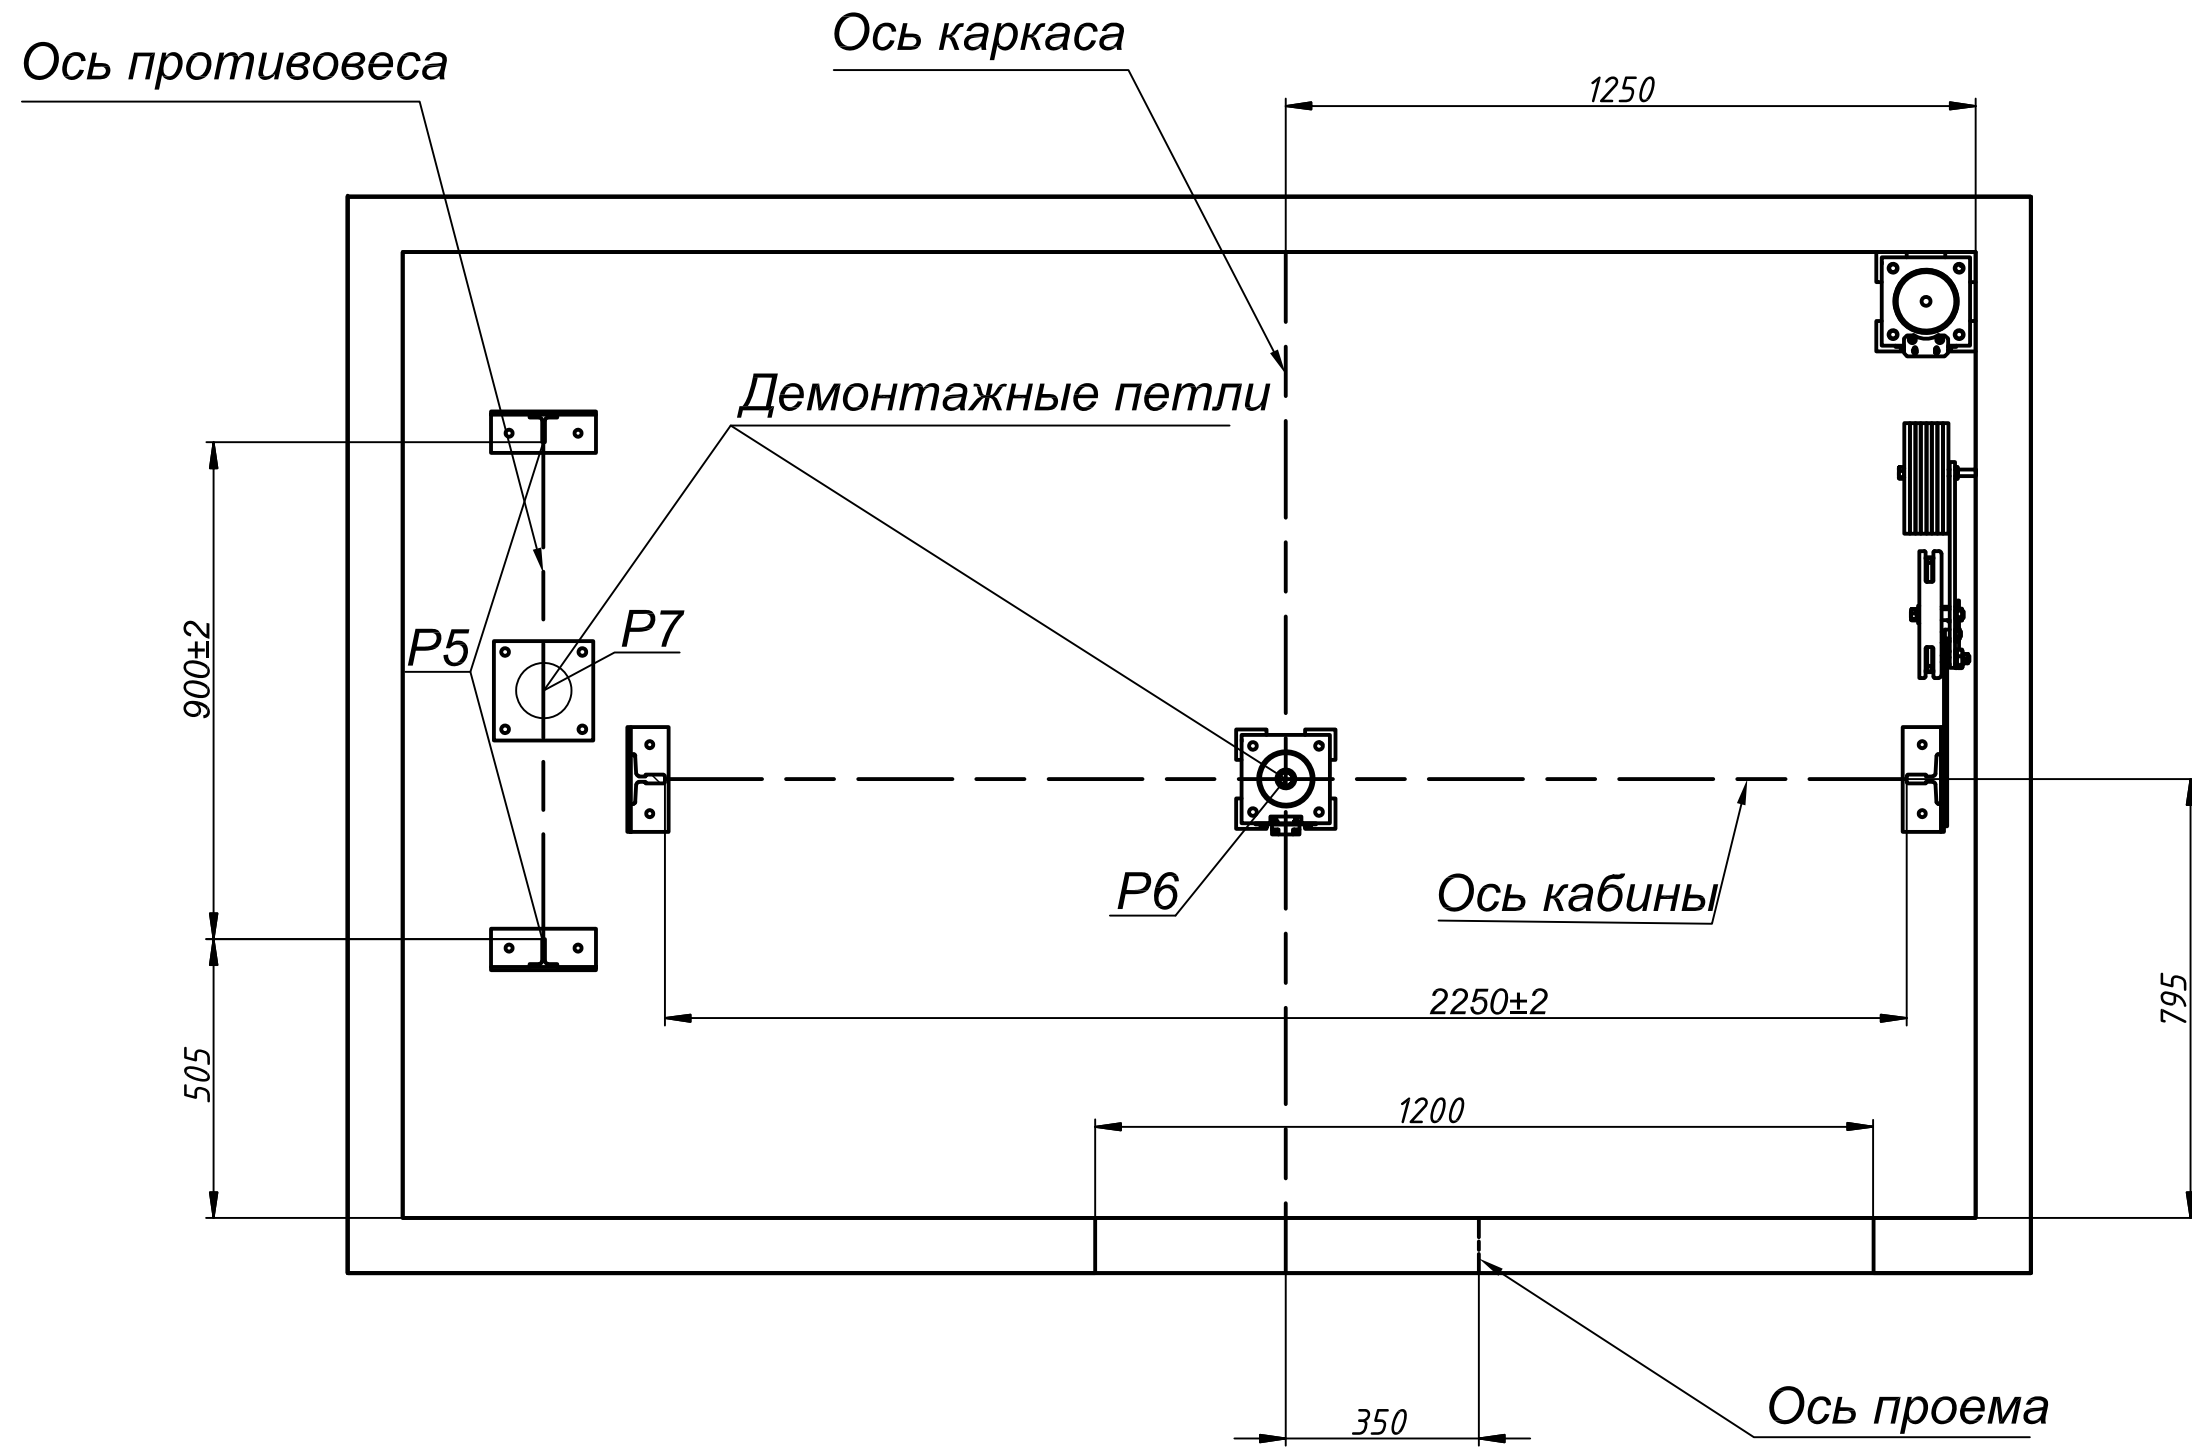 Ось каркаса
Ось противовеса
1250
Демонтажные петли
P7
P5
900±2
P6
Ось кабины
2250±2
795
505
1200
Ось проема
350